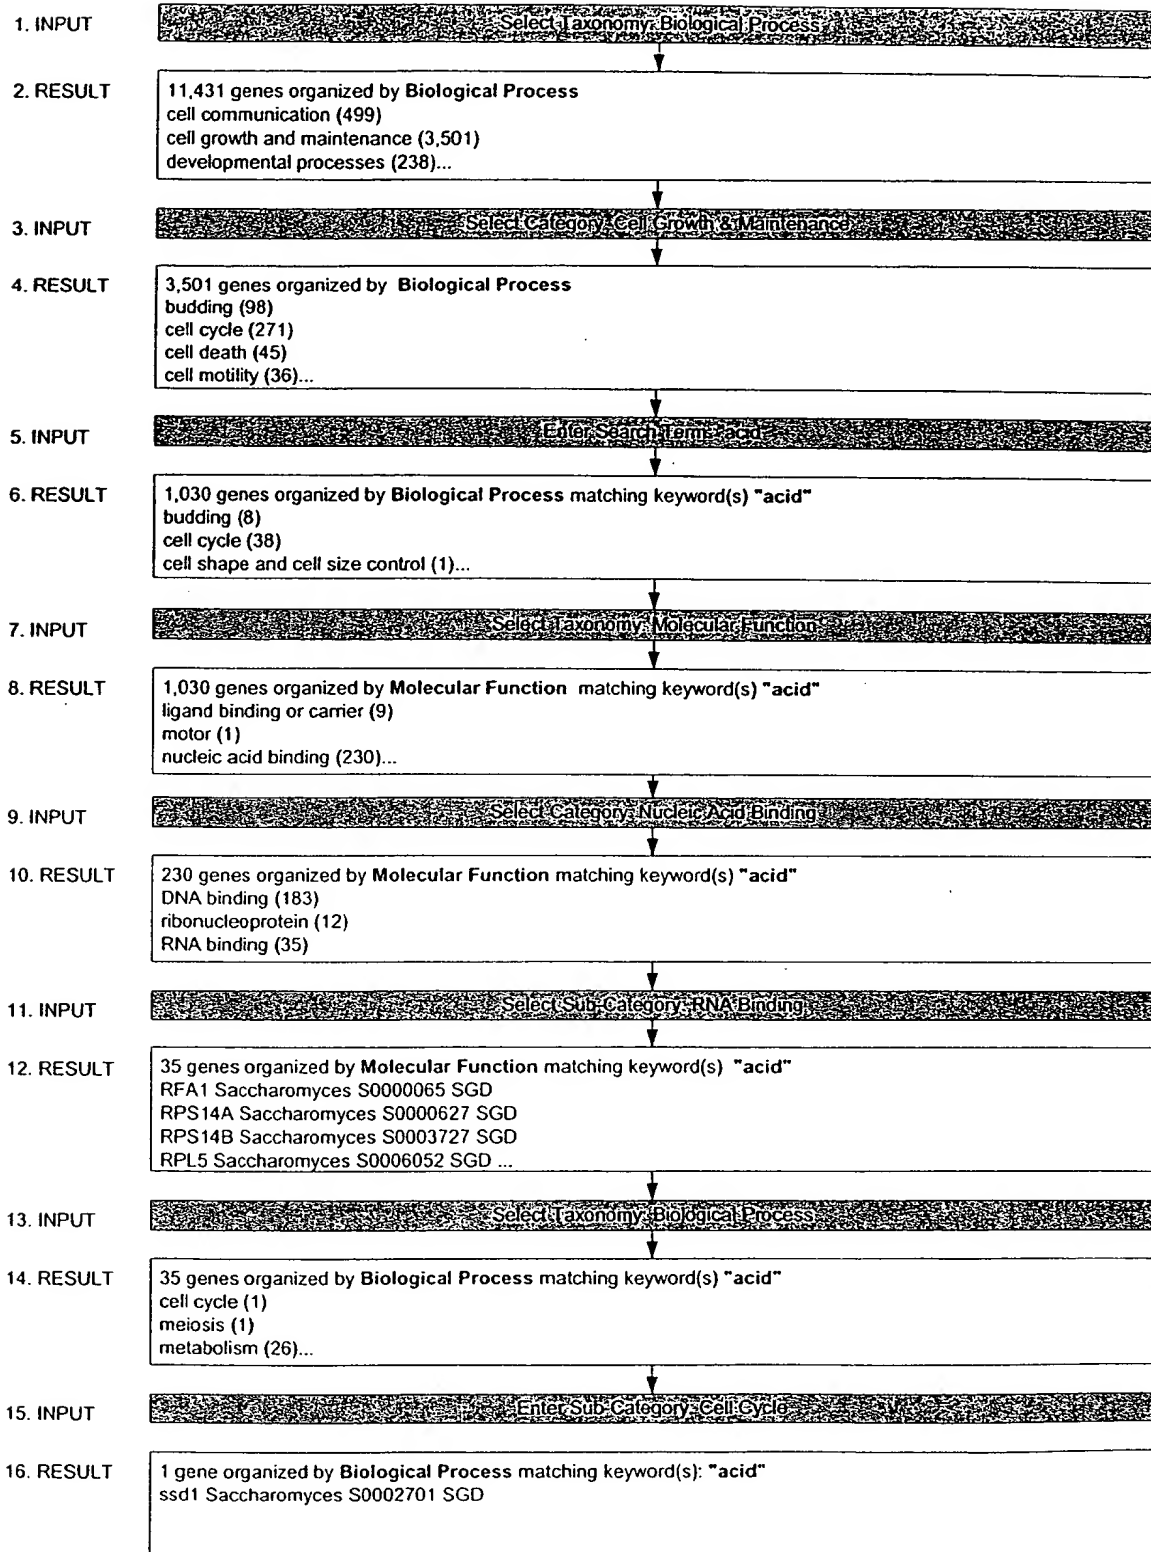 1. INPUT
Select Taxonomy: Biological Process
2. RESULT
11,431 genes organized by Biological Process
cell communication (499)
cell growth and maintenance (3,501)
developmental processes (238)...
3. INPUT
Select Category: Cell Growth & Maintenance
4. RESULT
3,501 genes organized by Biological Process
budding (98)
cell cycle (271)
cell death (45)
cell motility (36)...
5. INPUT
Enter Search Term: "acid"
6. RESULT
1,030 genes organized by Biological Process matching keyword(s) "acid"
budding (8)
cell cycle (38)
cell shape and cell size control (1)...
7. INPUT
Select Taxonomy: Molecular Function
8. RESULT
1,030 genes organized by Molecular Function matching keyword(s) "acid"
ligand binding or carrier (9)
motor (1)
nucleic acid binding (230)...
9. INPUT
Select Category: Nucleic Acid Binding
10. RESULT
230 genes organized by Molecular Function matching keyword(s) "acid"
DNA binding (183)
ribonucleoprotein (12)
RNA binding (35)
11. INPUT
Select Sub-Category: RNA Binding
12. RESULT
35 genes organized by Molecular Function matching keyword(s) "acid"
RFA1 Saccharomyces S0000065 SGD
RPS14A Saccharomyces S0000627 SGD
RPS14B Saccharomyces S0003727 SGD
RPL5 Saccharomyces S0006052 SGD ...
13. INPUT
Select Taxonomy: Biological Process
14. RESULT
35 genes organized by Biological Process matching keyword(s) "acid"
cell cycle (1)
meiosis (1)
metabolism (26)...
15. INPUT
Enter Sub-Category: Cell Cycle
16. RESULT
1 gene organized by Biological Process matching keyword(s): "acid"
ssd1 Saccharomyces S0002701 SGD